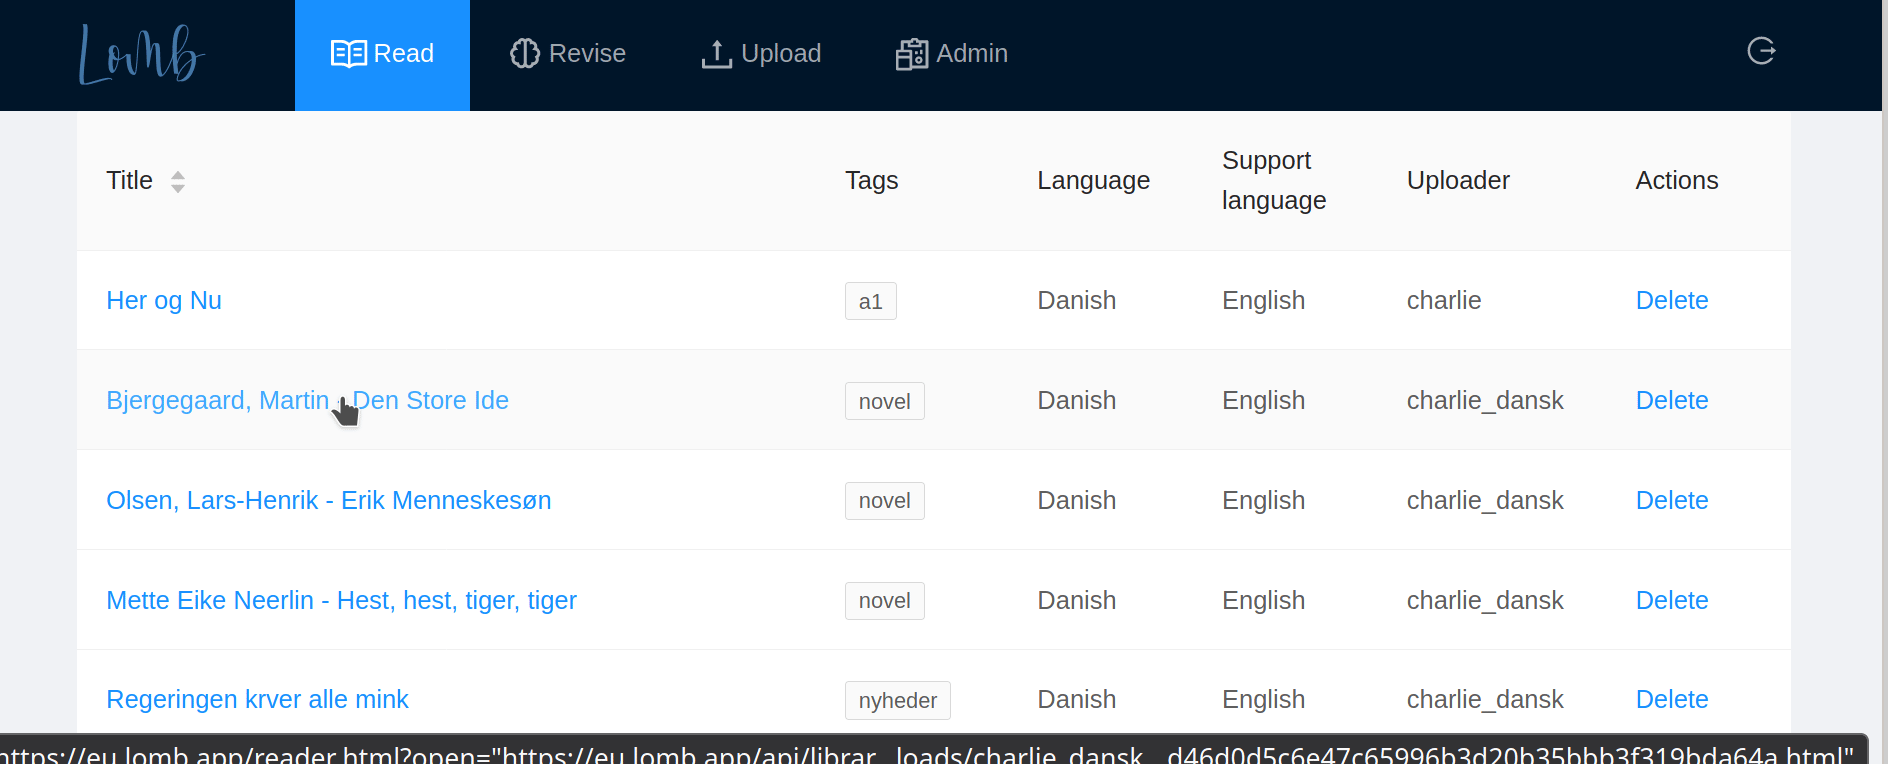 Lomb Read Revise Upload Admin
Title Tags Language Support language Uploader Actions
Her og Nu a1 Danish English charlie Delete
Bjergegaard, Martin - Den Store Ide novel Danish English charlie_dansk Delete
Olsen, Lars-Henrik - Erik Menneskesøn novel Danish English charlie_dansk Delete
Mette Eike Neerlin - Hest, hest, tiger, tiger novel Danish English charlie_dansk Delete
Regeringen krver alle mink nyheder Danish English charlie_dansk Delete
https://eu.lomb.app/reader.html?open="https://eu.lomb.app/api/librar…loads/charlie_dansk__d46d0d5c6e47c65996b3d20b35bbb3f319bda64a.html"